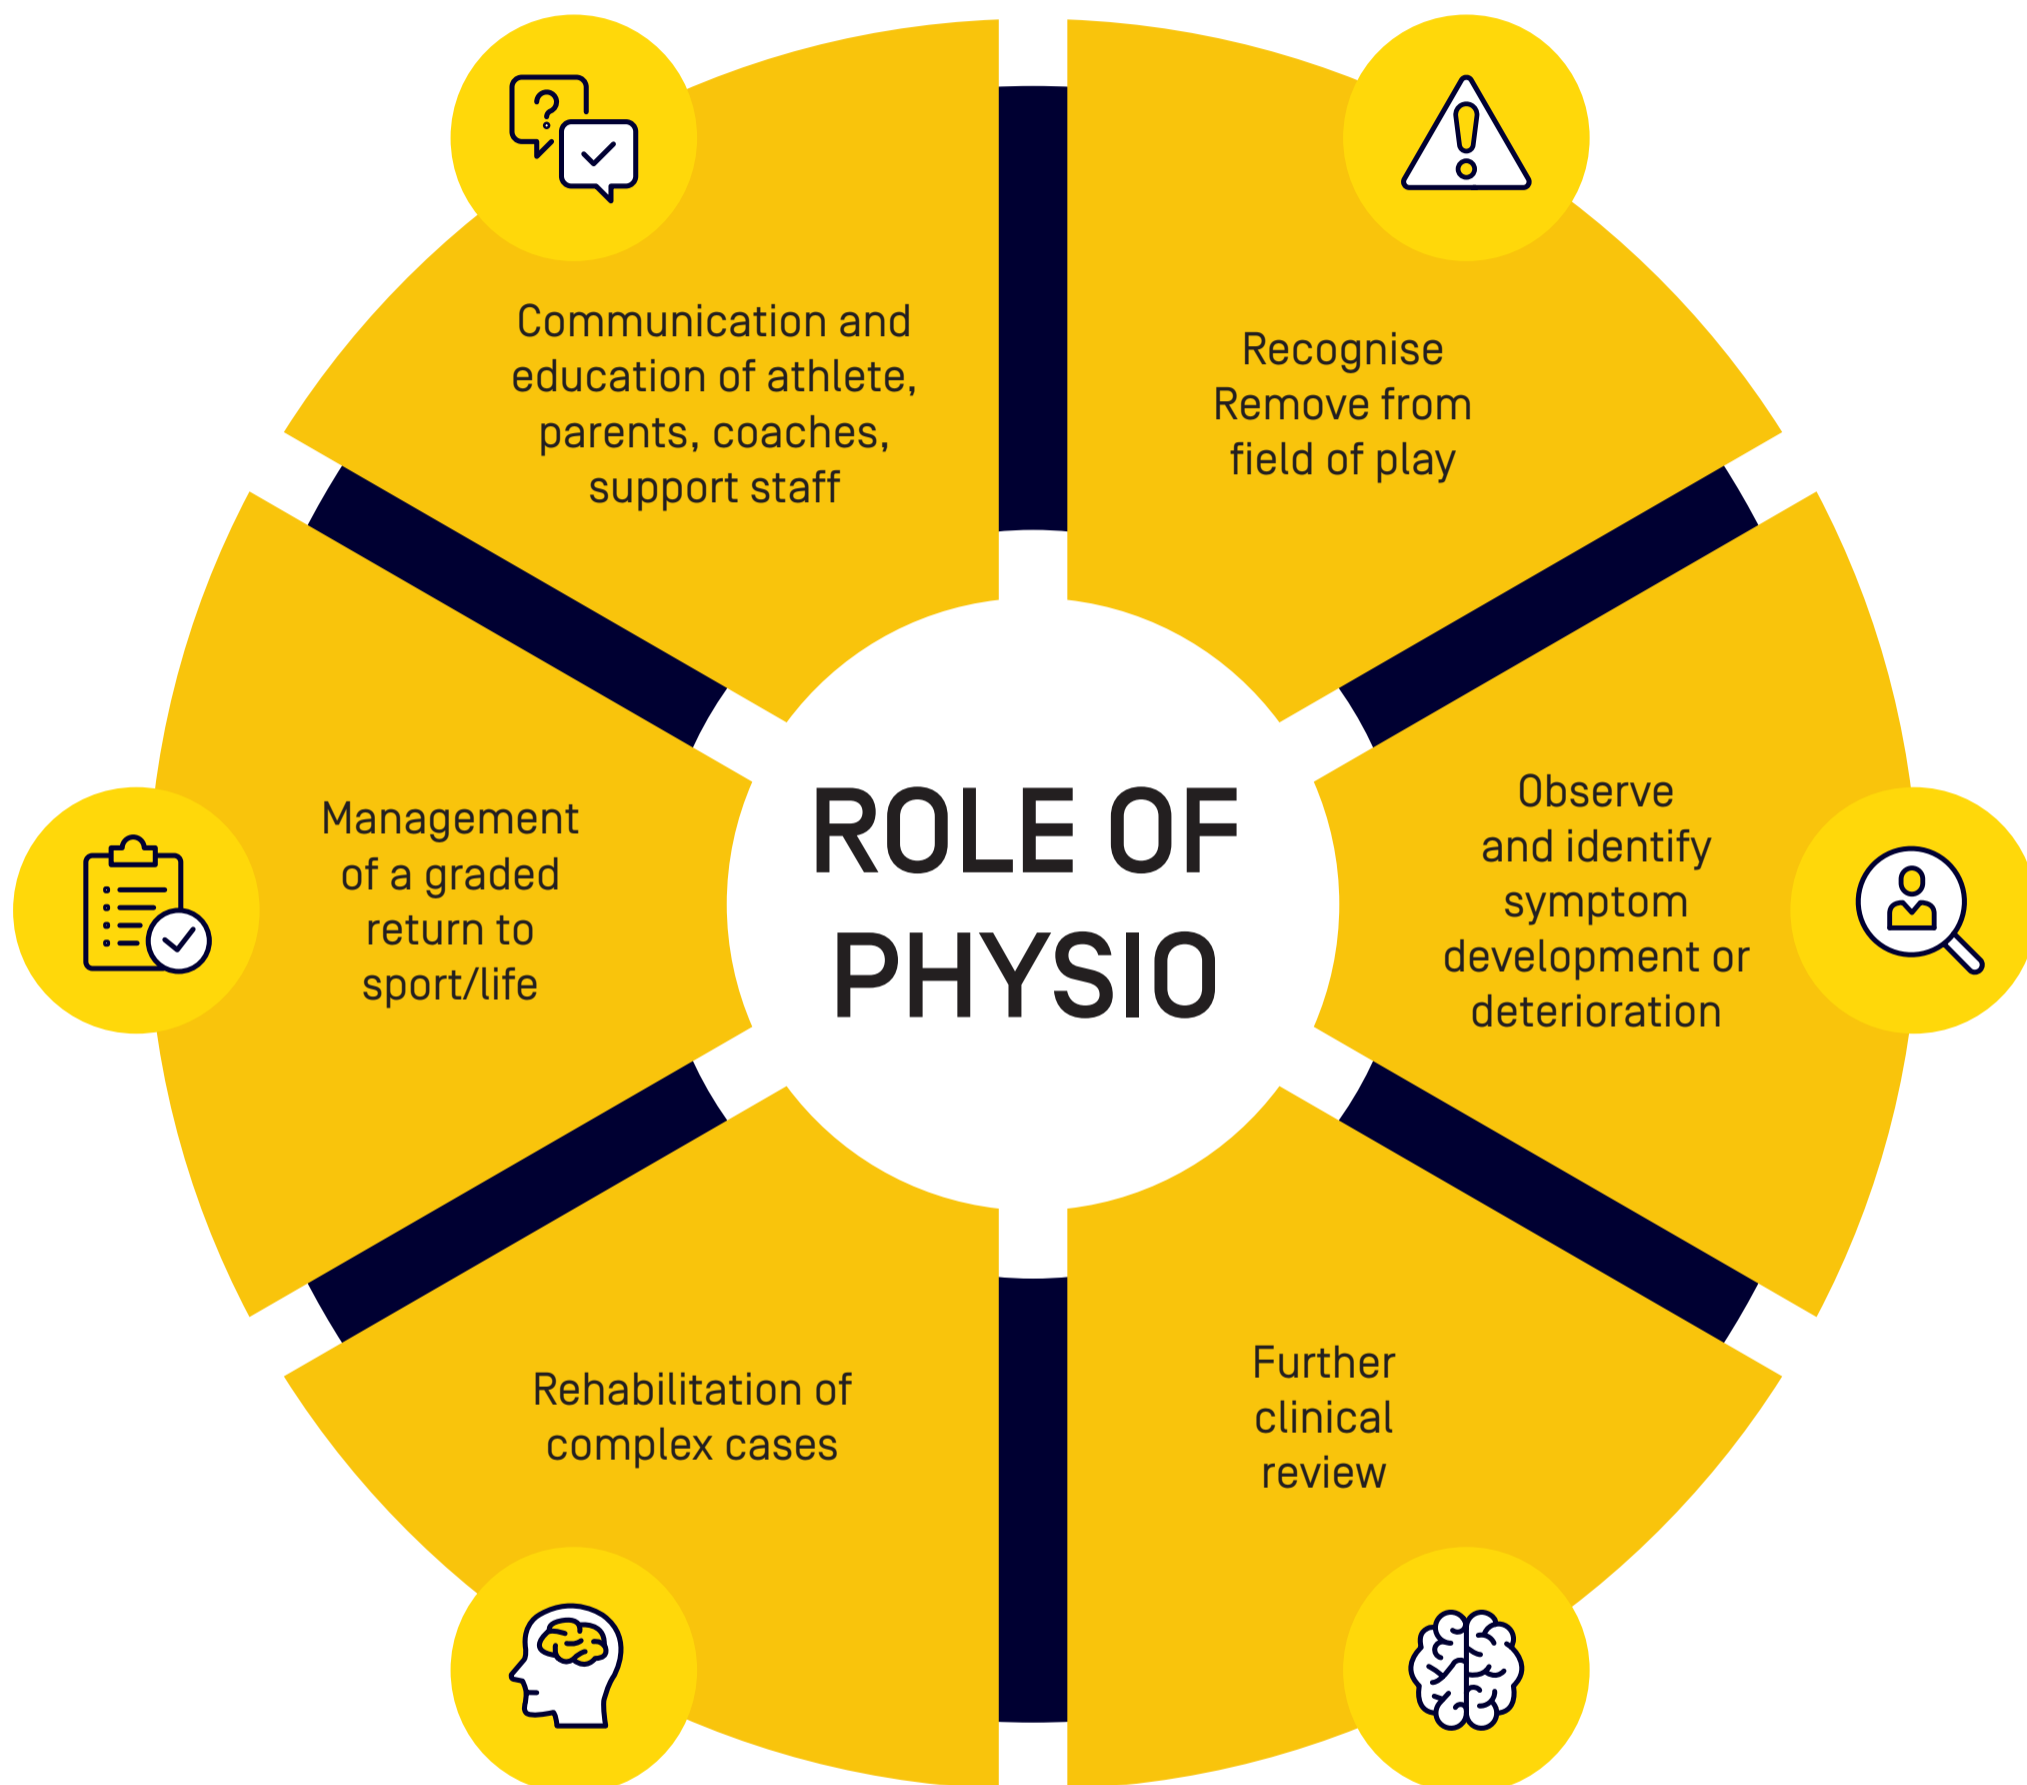 ROLE OF
PHYSIO
Recognise
Remove from
field of play
Observe
and identify
symptom
development or
deterioration
Further
clinical
review
Rehabilitation of
complex cases
Management
of a graded
return to
sport/life
Communication and
education of athlete,
parents, coaches,
support staff